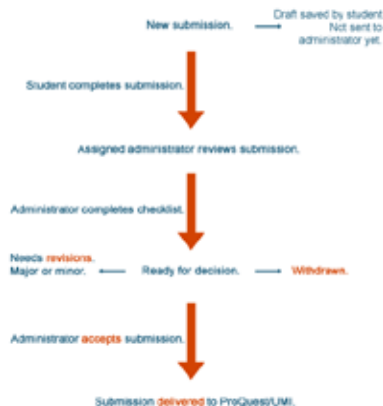 New submission.
Draft saved by student
Not sent to
administrator yet.
Student completes submission.
Assigned administrator reviews submission.
Administrator completes checklist.
Needs revisions.
Major or minor.
Ready for decision.
Withdrawn.
Administrator accepts submission.
Submission delivered to ProQuest/UMI.